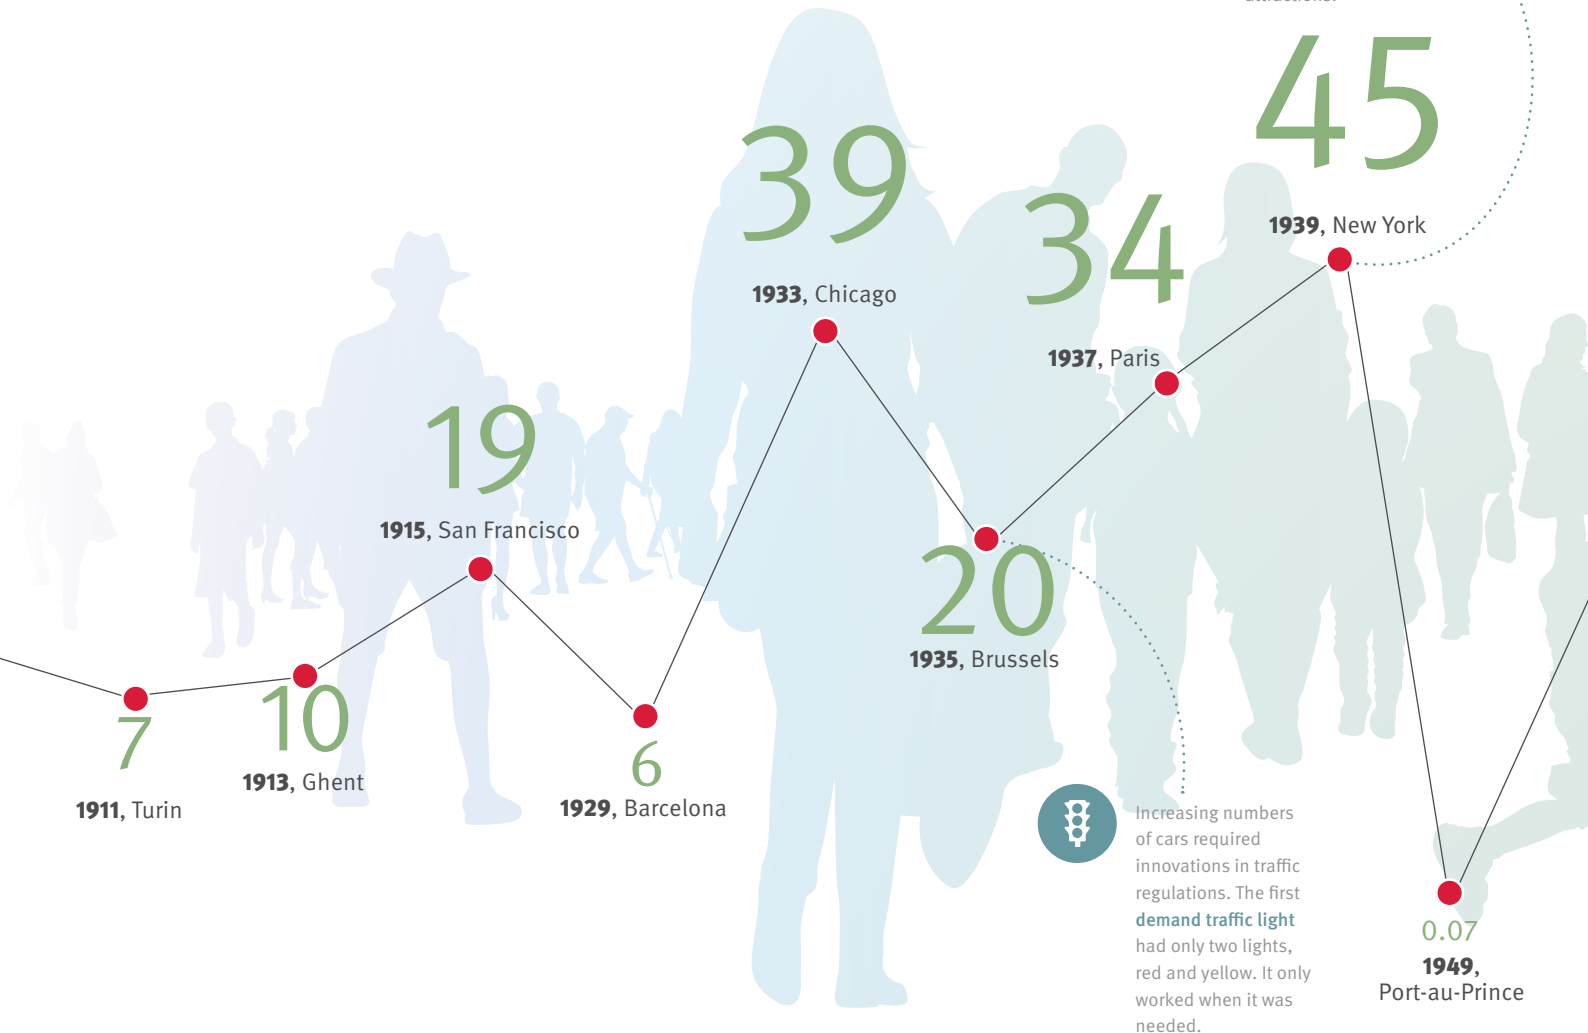 attractions.
45
1939, New York
39
1933, Chicago
34
1937, Paris
19
1915, San Francisco
20
1935, Brussels
7
1911, Turin
10
1913, Ghent
6
1929, Barcelona
Increasing numbers
of cars required
innovations in traffic
regulations. The first
demand traffic light
had only two lights,
red and yellow. It only
worked when it was
needed.
0.07
1949,
Port-au-Prince